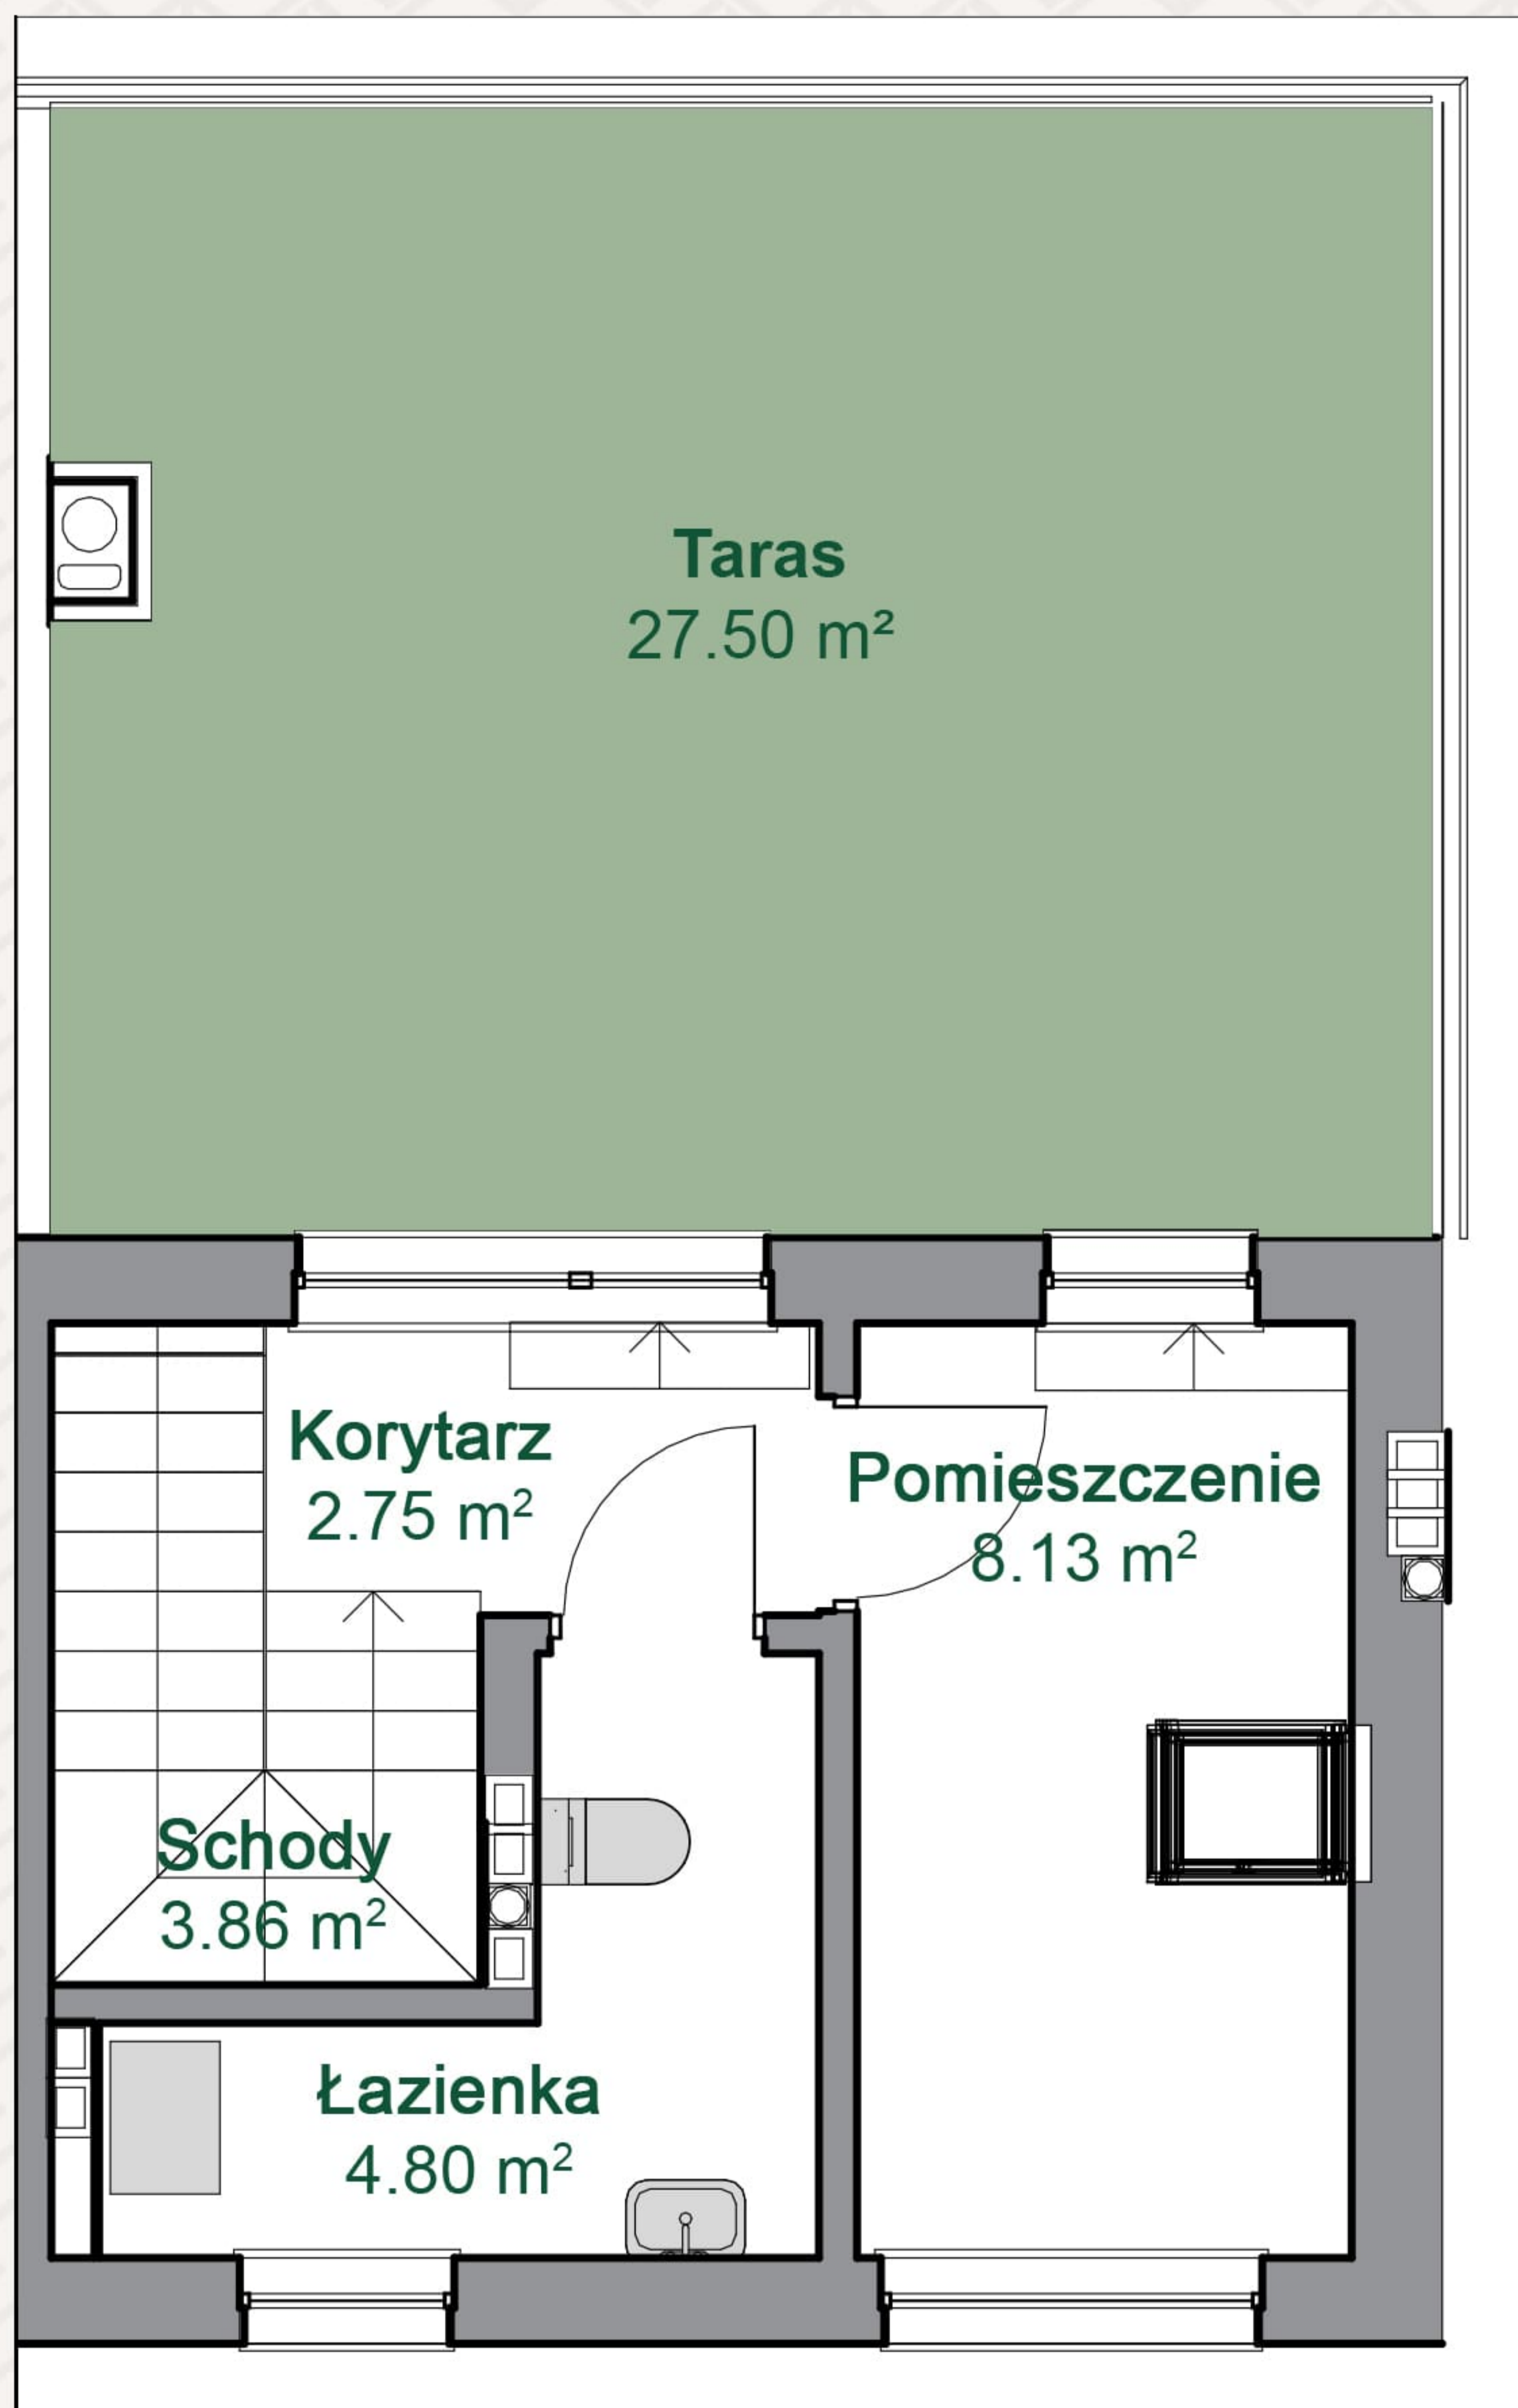 Taras
27.50 m²
Korytarz
2.75 m²
Pomieszczenie
8.13 m²
Schody
3.86 m²
Łazienka
4.80 m²